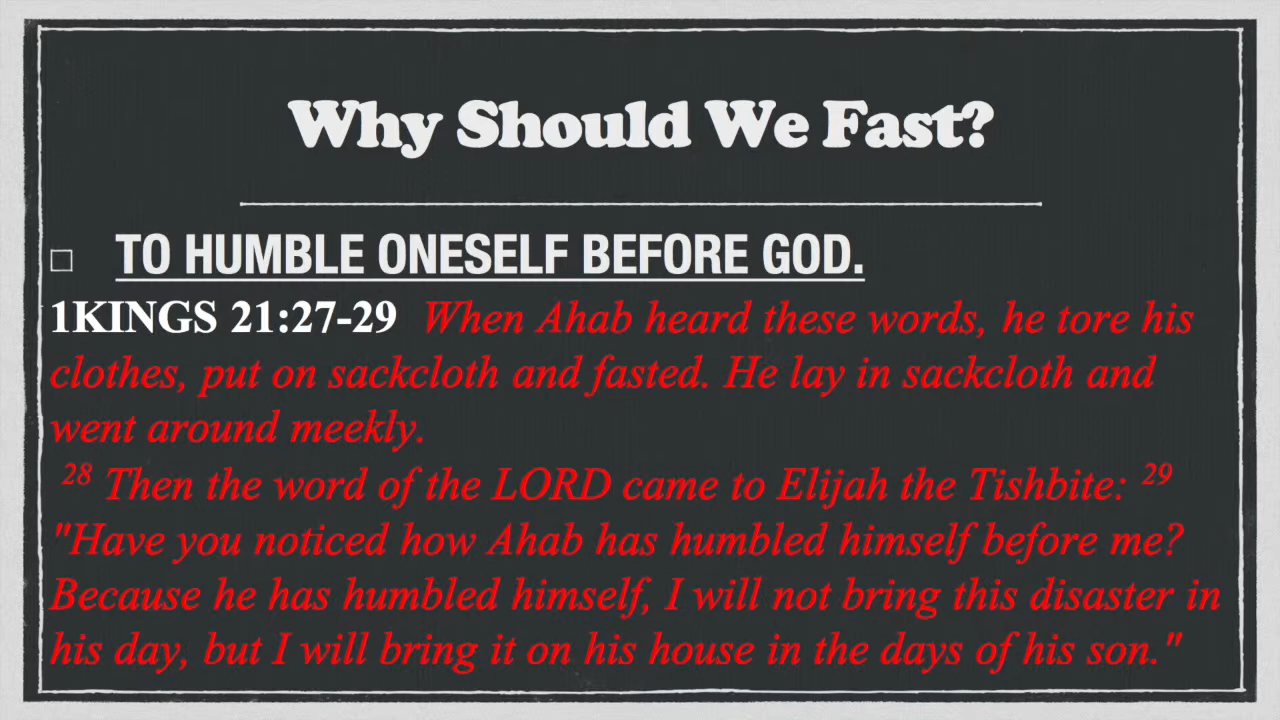 Why Should We Fast?
TO HUMBLE ONESELF BEFORE GOD.
1KINGS 21:27-29 When Ahab heard these words, he tore his
clothes, put on sackcloth and fasted. He lay in sackcloth and
went around meekly.
28 Then the word of the LORD came to Elijah the Tishbite: 29
"Have you noticed how Ahab has humbled himself before me?
Because he has humbled himself, I will not bring this disaster in
his day, but I will bring it on his house in the days of his son."